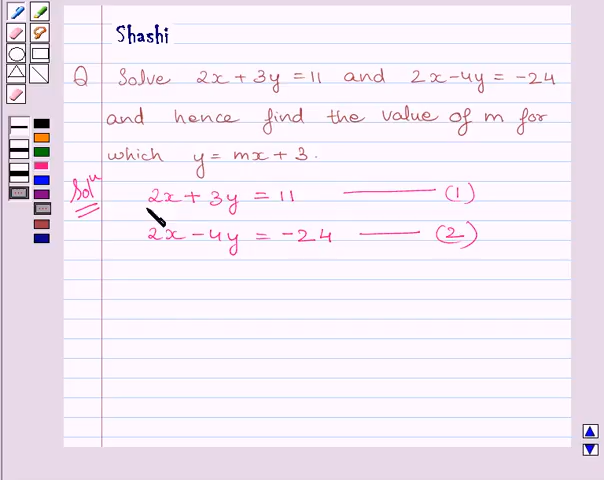 Shashi
Q Solve 2x + 3y = 11 and 2x - 4y = -24
and hence find the value of m for
which y = mx + 3.
Solⁿ 2x + 3y = 11 ——— (1)
2x - 4y = -24 ——— (2)